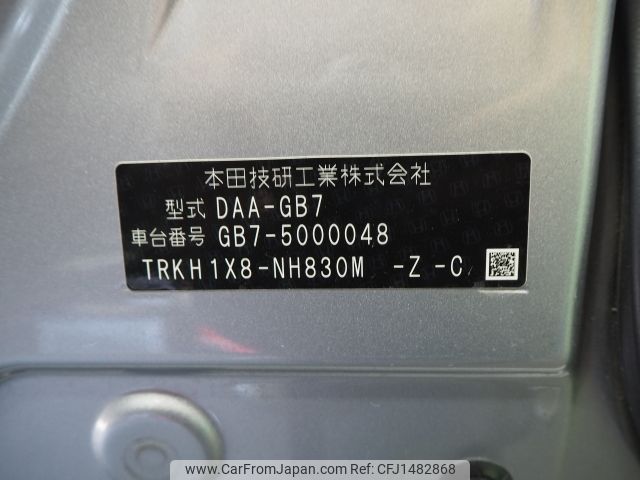 本田技研工業株式会社
型式 DAA-GB7
車台番号 GB7-5000048
TRKH1X8-NH830M -Z -C
www.CarFromJapan.com CFJ1482868